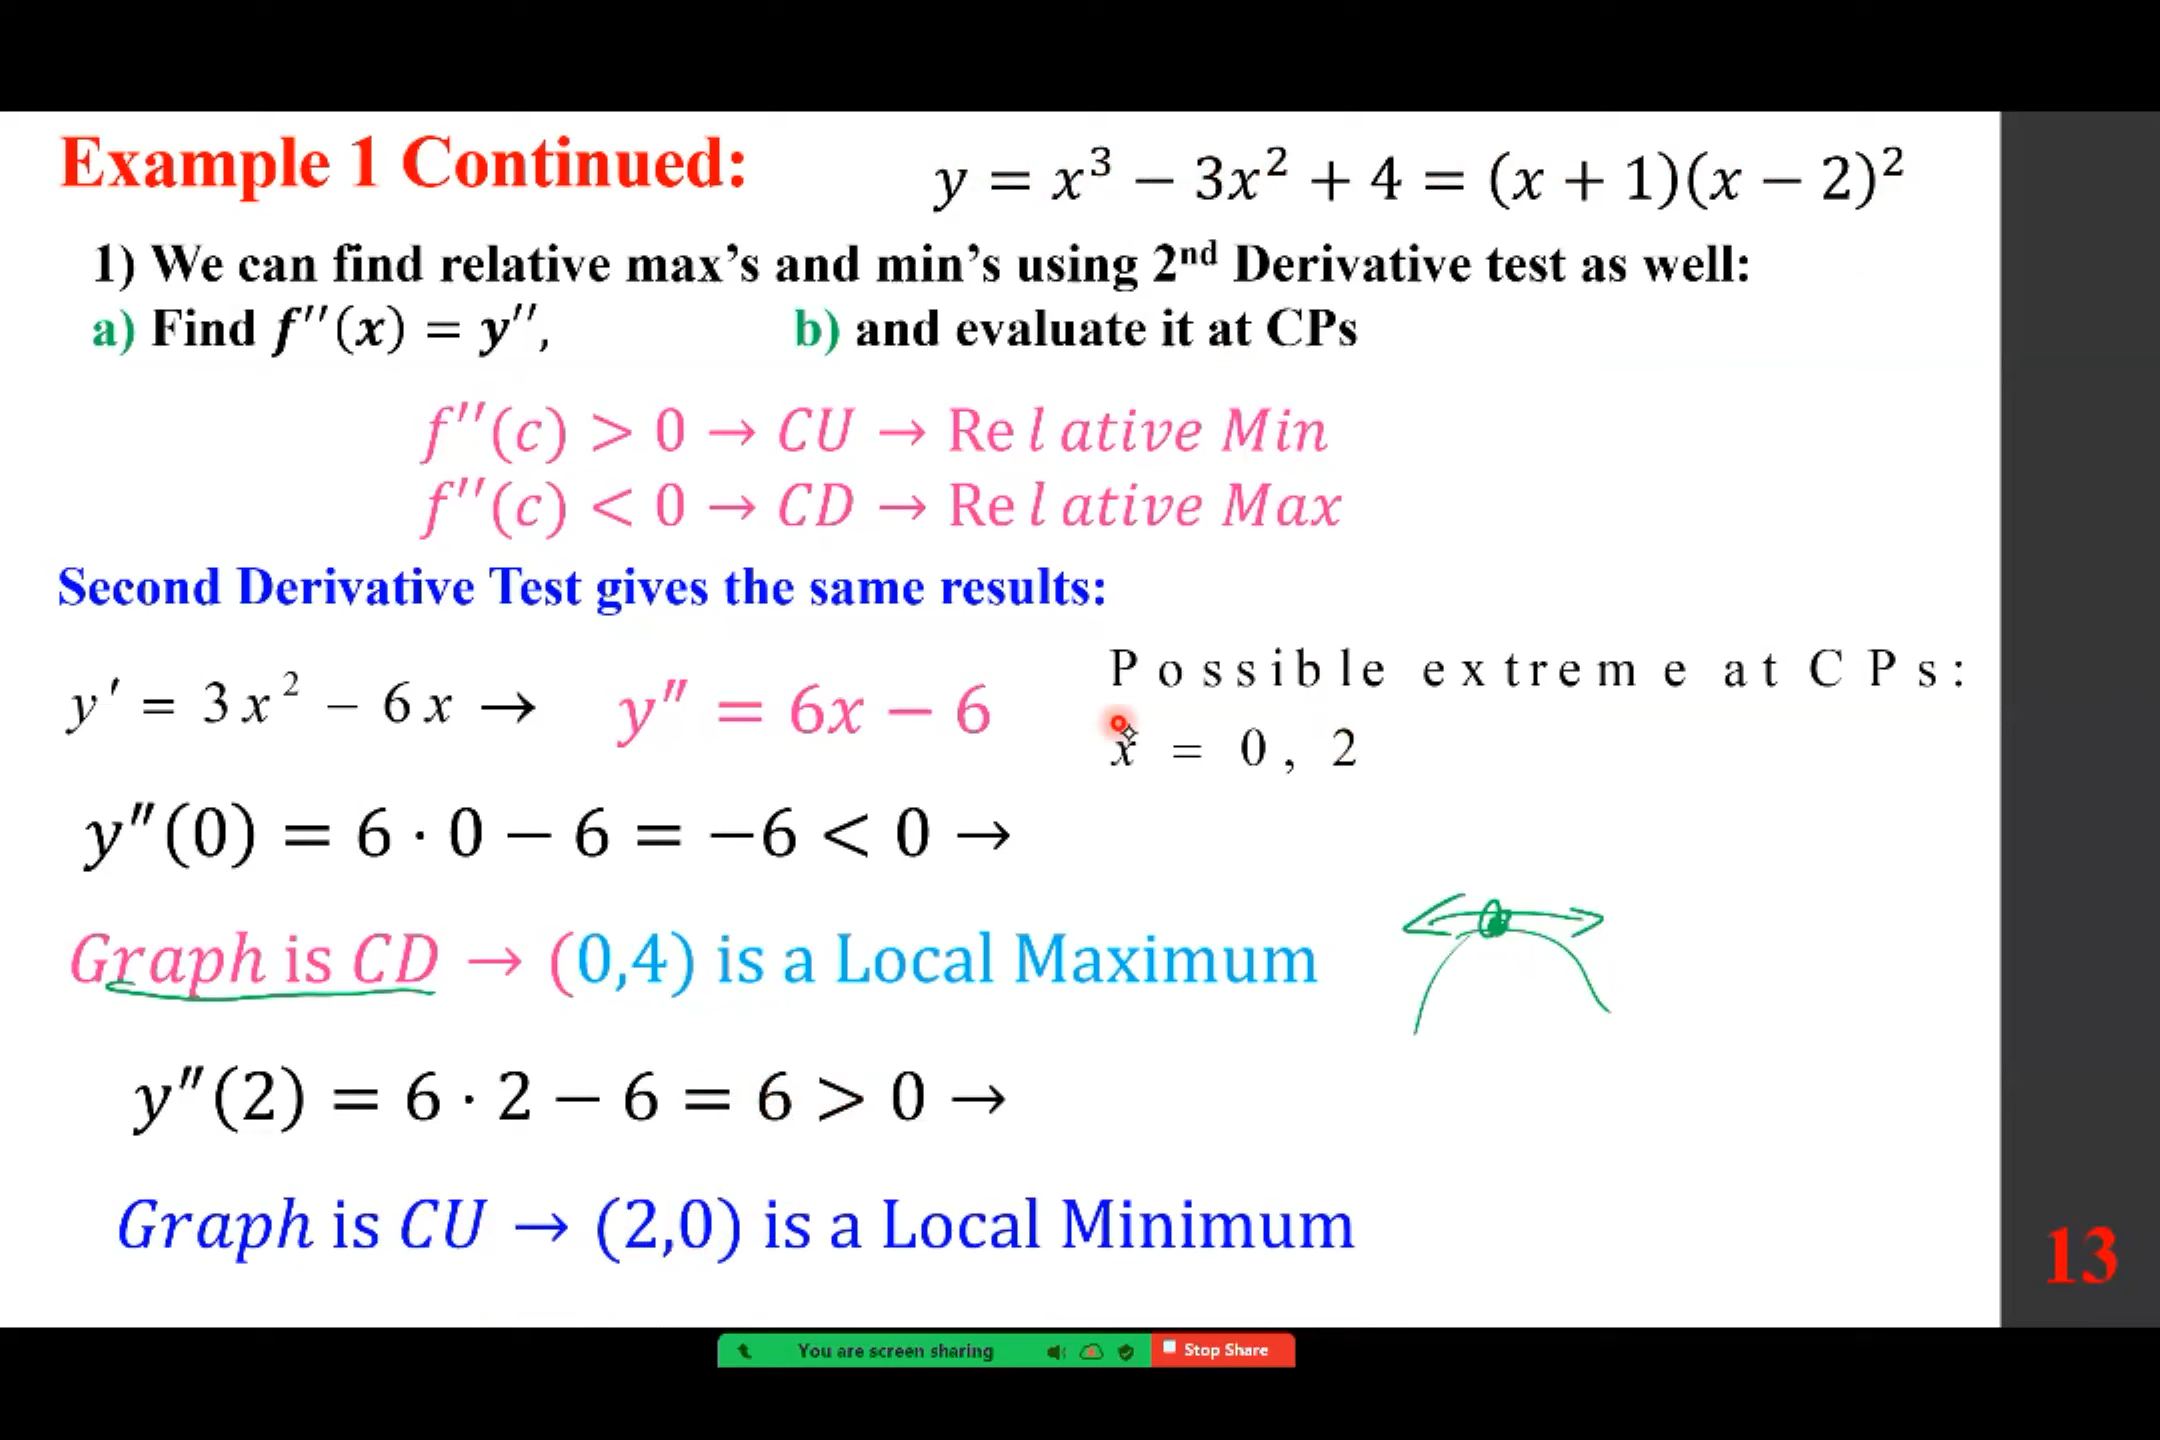 Example 1 Continued: y = x³ − 3x² + 4 = (x + 1)(x − 2)²
1) We can find relative max’s and min’s using 2ⁿᵈ Derivative test as well:
a) Find f′′(x) = y′′, b) and evaluate it at CPs
f′′(c) > 0 → CU → Relative Min
f′′(c) < 0 → CD → Relative Max
Second Derivative Test gives the same results:
y′ = 3x² − 6x → y′′ = 6x − 6
Possible extreme at CPs:
x = 0, 2
y′′(0) = 6 · 0 − 6 = −6 < 0 →
Graph is CD → (0,4) is a Local Maximum
y′′(2) = 6 · 2 − 6 = 6 > 0 →
Graph is CU → (2,0) is a Local Minimum
13
You are screen sharing Stop Share